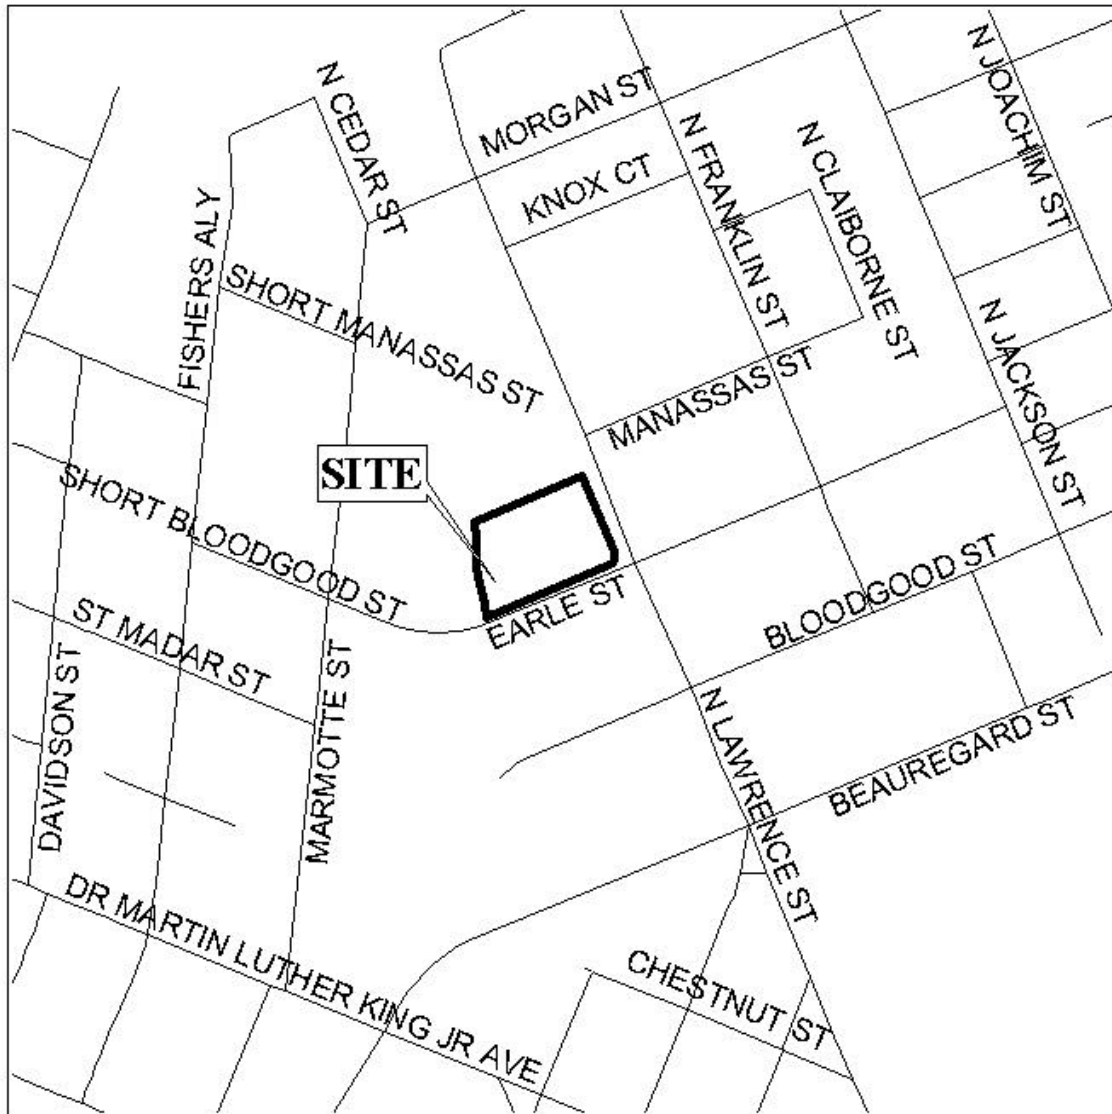 N JOACHIM ST
N CEDAR ST
MORGAN ST
N FRANKLIN ST
N CLAIBORNE ST
KNOX CT
FISHERS ALY
SHORT MANASSAS ST
N JACKSON ST
MANASSAS ST
SITE
SHORT BLOODGOOD ST
EARLE ST
BLOODGOOD ST
ST MADAR ST
DAVIDSON ST
MARMOTTE ST
N LAWRENCE ST
BEAUREGARD ST
DR MARTIN LUTHER KING JR AVE
CHESTNUT ST